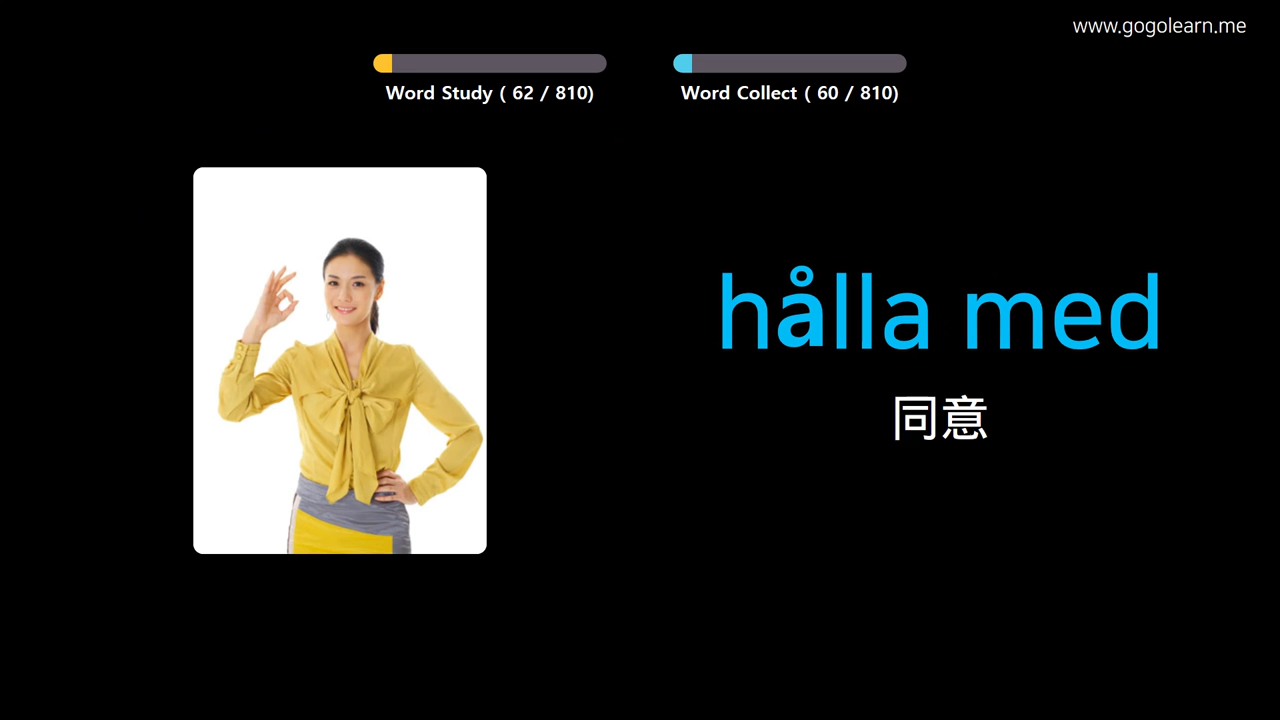 www.gogolearn.me
Word Study ( 62 / 810)
Word Collect ( 60 / 810)
hålla med
同意